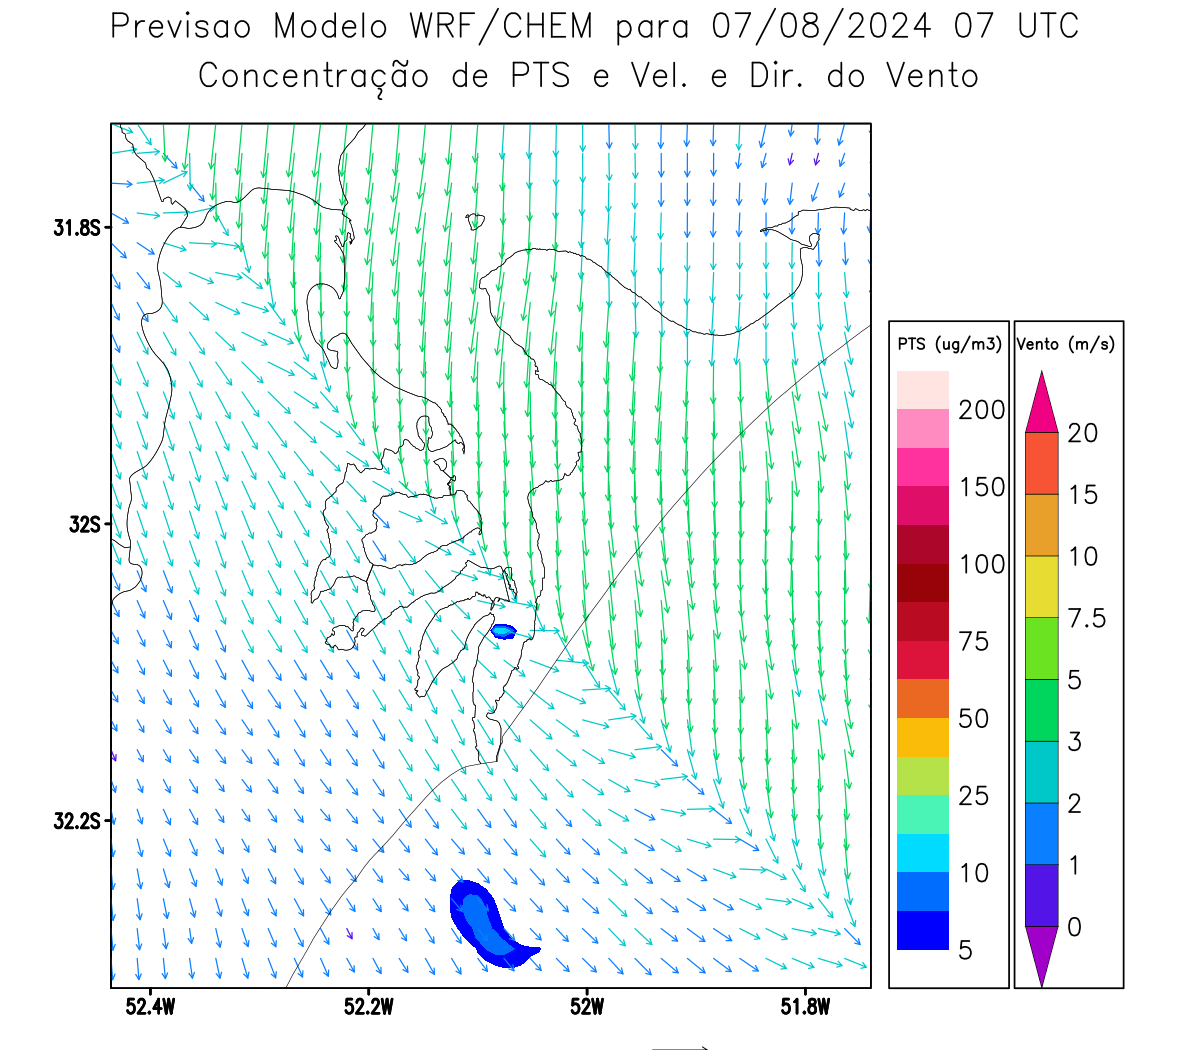 Previsao Modelo WRF/CHEM para 07/08/2024 07 UTC
Concentração de PTS e Vel. e Dir. do Vento
31.8S
32S
32.2S
52.4W
52.2W
52W
51.8W
PTS (ug/m3)
200
150
100
75
50
25
10
5
Vento (m/s)
20
15
10
7.5
5
3
2
1
0